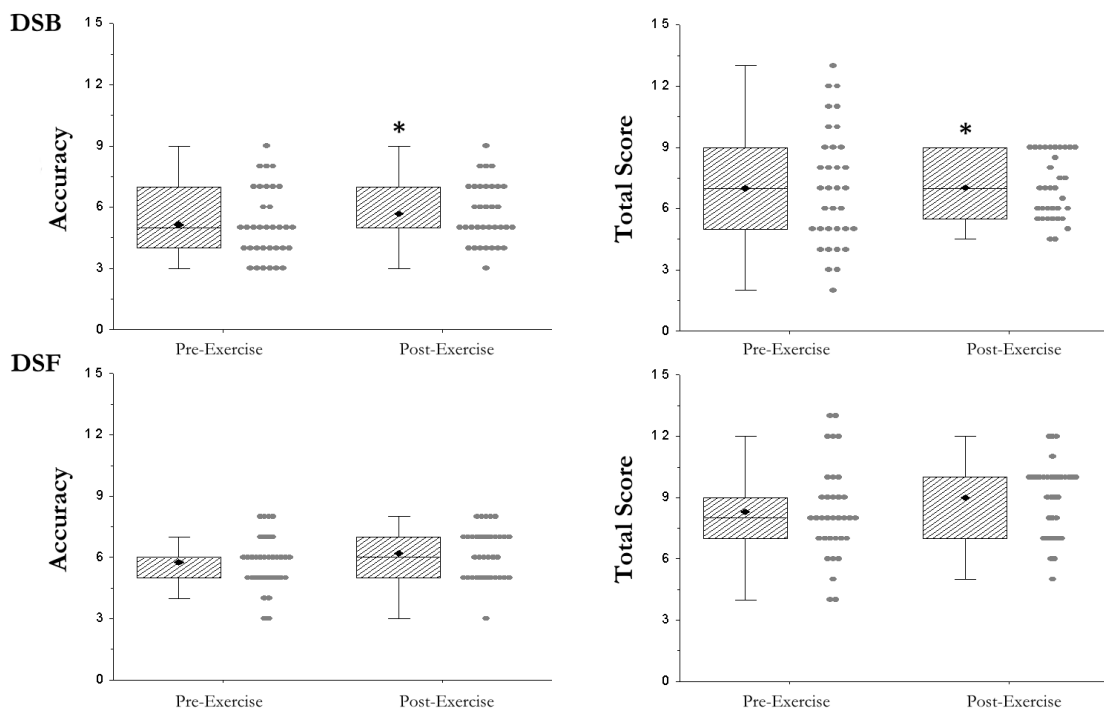 DSB
Accuracy
15
12
9
6
3
0
*
Pre-Exercise
Post-Exercise
Total Score
15
12
9
6
3
0
*
Pre-Exercise
Post-Exercise
DSF
Accuracy
15
12
9
6
3
0
Pre-Exercise
Post-Exercise
Total Score
15
12
9
6
3
0
Pre-Exercise
Post-Exercise